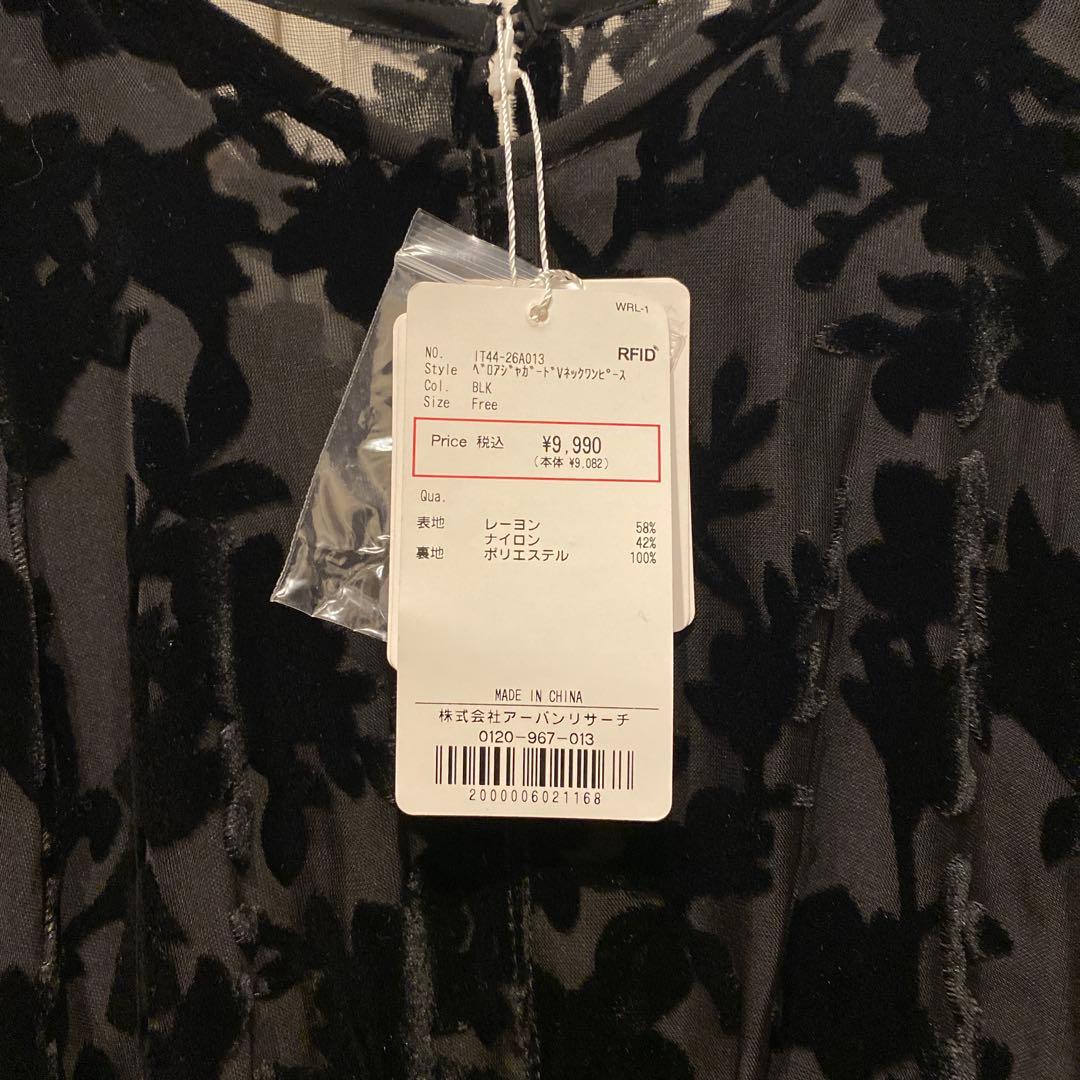 WRL-1
RFID
NO. IT44-26A013
Style ﾍﾞﾛｱｼﾞｬｶﾞｰﾄﾞVﾈｯｸﾜﾝﾋﾟｰｽ
Col. BLK
Size Free
Price 税込 ¥9,990
(本体 ¥9.082)
Qua.
表地 レーヨン 58%
ナイロン 42%
裏地 ポリエステル 100%
MADE IN CHINA
株式会社アーバンリサーチ
0120-967-013
2000006021168